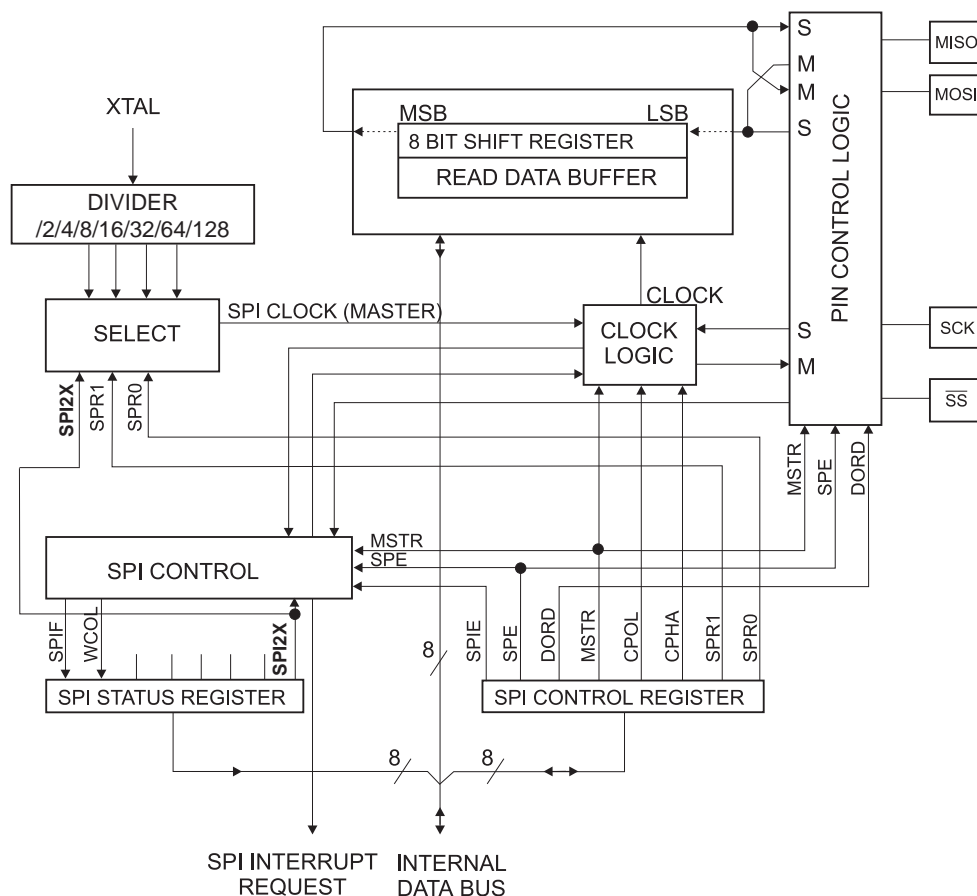 S
MISO
M
MOSI
M
S
XTAL
MSB
LSB
8 BIT SHIFT REGISTER
READ DATA BUFFER
PIN CONTROL LOGIC
DIVIDER
/2/4/8/16/32/64/128
SPI CLOCK (MASTER)
CLOCK
SELECT
CLOCK
LOGIC
S
M
SCK
SS
SPI2X
SPR1
SPR0
MSTR
SPE
DORD
MSTR
SPE
SPI CONTROL
SPIF
WCOL
SPI2X
8
SPIE
SPE
DORD
MSTR
CPOL
CPHA
SPR1
SPR0
SPI STATUS REGISTER
SPI CONTROL REGISTER
8
8
SPI INTERRUPT
REQUEST
INTERNAL
DATA BUS